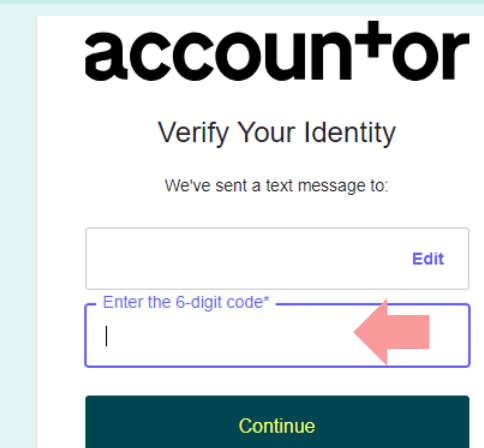 accountor
Verify Your Identity
We've sent a text message to:
Edit
Enter the 6-digit code*
Continue